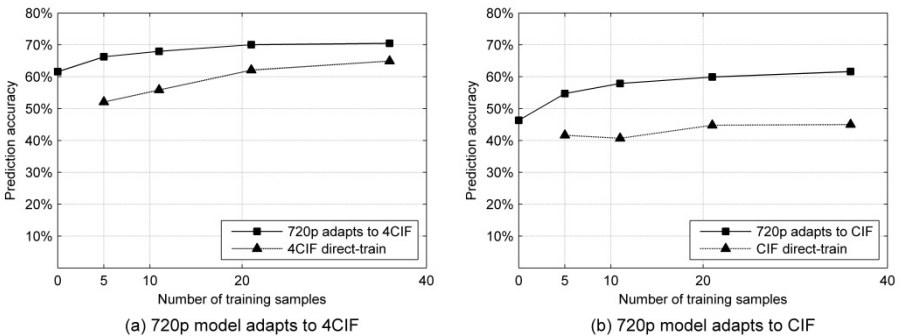 80%
70%
60%
50%
40%
30%
20%
10%
Prediction accuracy
0 5 10 20 40
Number of training samples
720p adapts to 4CIF
4CIF direct-train
(a) 720p model adapts to 4CIF
80%
70%
60%
50%
40%
30%
20%
10%
Prediction accuracy
0 5 10 20 40
Number of training samples
720p adapts to CIF
CIF direct-train
(b) 720p model adapts to CIF